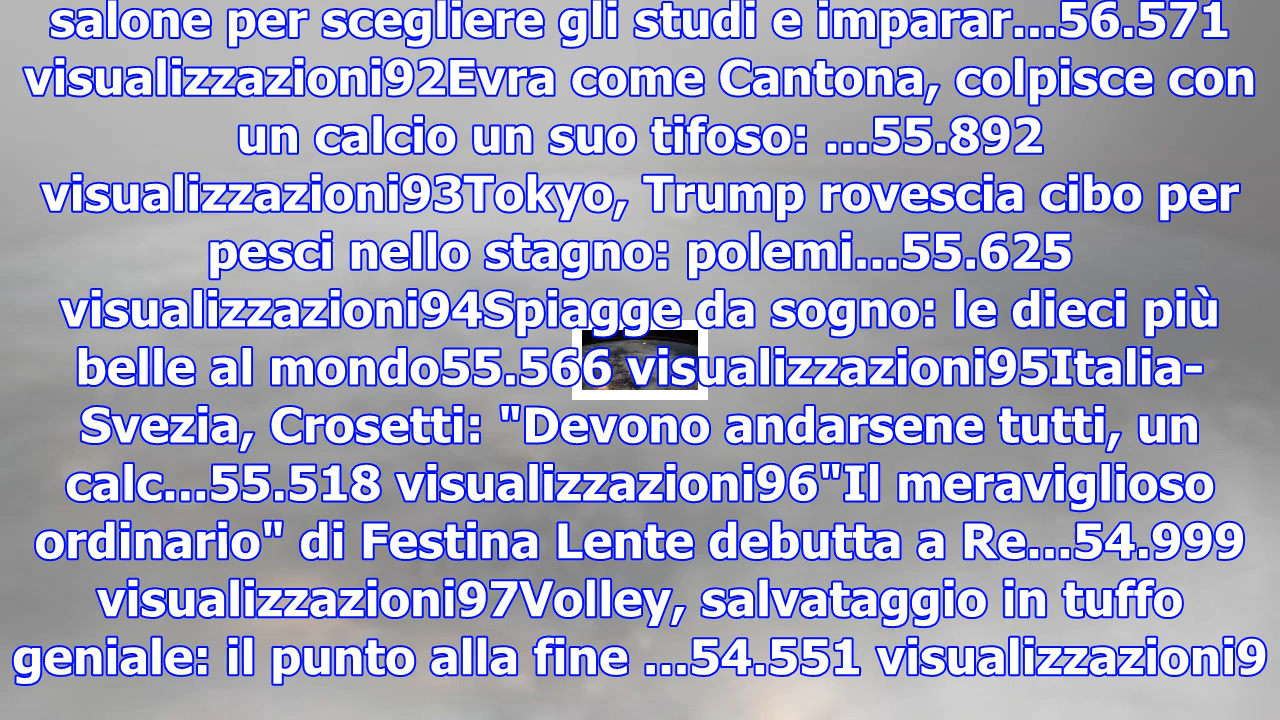 salone per scegliere gli studi e imparar...56.571
visualizzazioni92Evra come Cantona, colpisce con
un calcio un suo tifoso: ...55.892
visualizzazioni93Tokyo, Trump rovescia cibo per
pesci nello stagno: polemi...55.625
visualizzazioni94Spiagge da sogno: le dieci più
belle al mondo55.566 visualizzazioni95Italia-
Svezia, Crosetti: "Devono andarsene tutti, un
calc...55.518 visualizzazioni96"Il meraviglioso
ordinario" di Festina Lente debutta a Re...54.999
visualizzazioni97Volley, salvataggio in tuffo
geniale: il punto alla fine ...54.551 visualizzazioni9